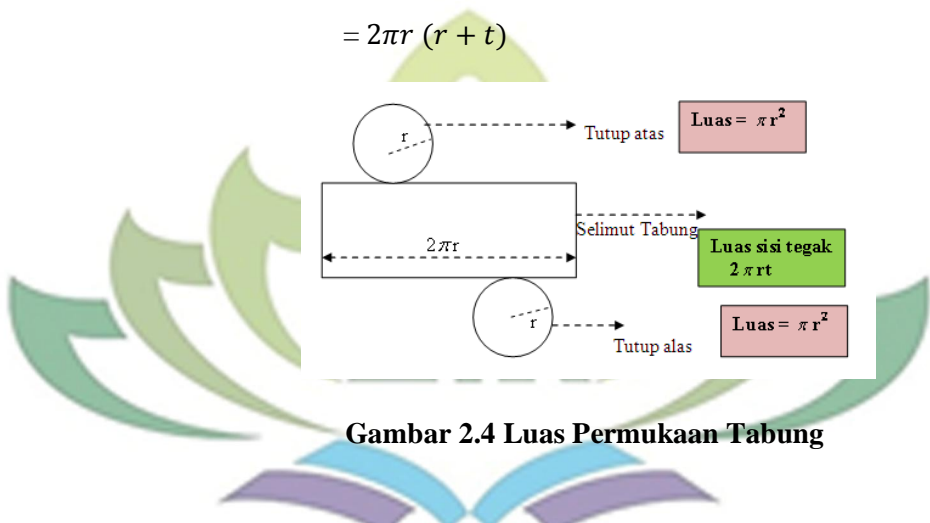 = 2πr (r + t)
r
Tutup atas
Luas = π r²
Selimut Tabung
2πr
Luas sisi tegak
2 π rt
r
Tutup alas
Luas = π r²
Gambar 2.4 Luas Permukaan Tabung